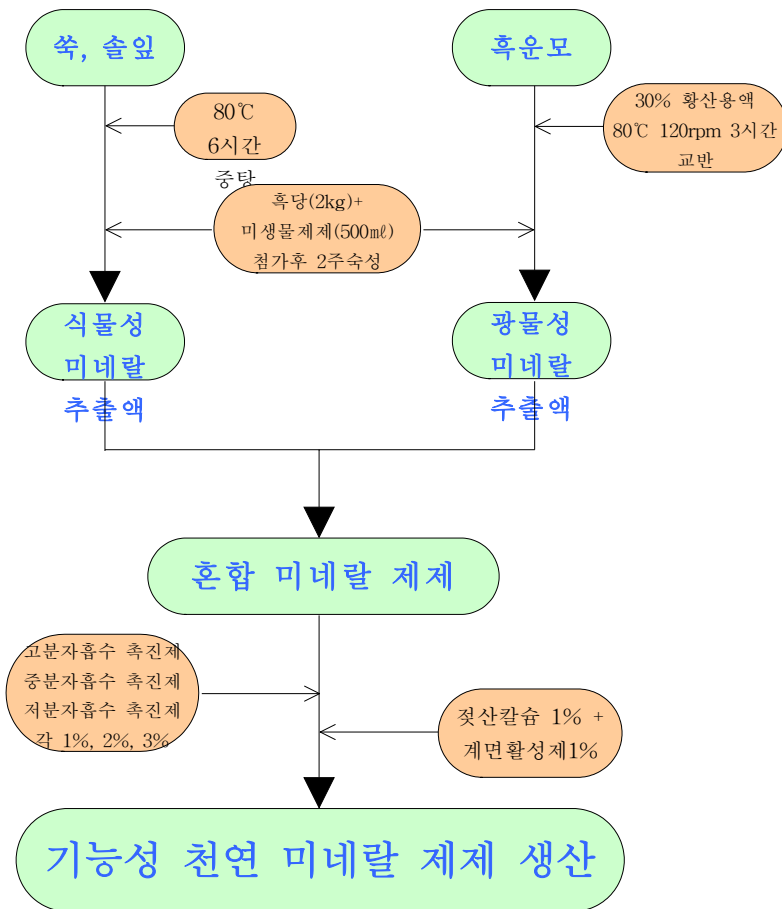 쑥, 솔잎
흑운모
80℃
6시간
중탕
30% 황산용액
80℃ 120rpm 3시간
교반
흑당(2kg)+
미생물제제(500㎖)
첨가후 2주숙성
식물성
미네랄
추출액
광물성
미네랄
추출액
혼합 미네랄 제제
고분자흡수 촉진제
중분자흡수 촉진제
저분자흡수 촉진제
각 1%, 2%, 3%
젖산칼슘 1% +
계면활성제1%
기능성 천연 미네랄 제제 생산